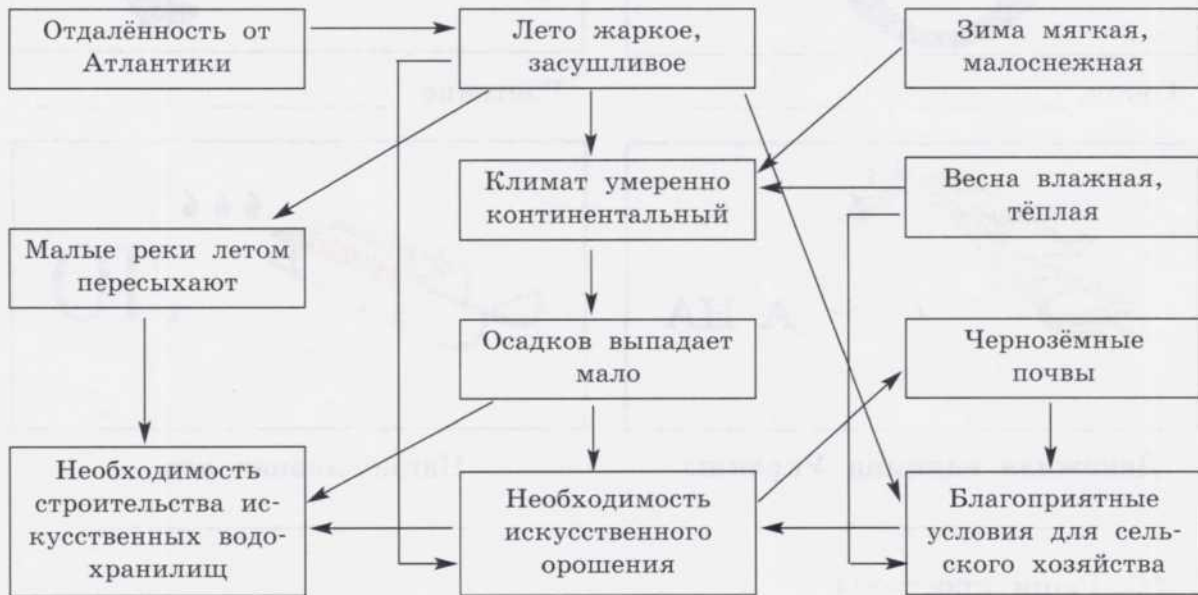 Отдалённость от
Атлантики
Лето жаркое,
засушливое
Зима мягкая,
малоснежная
Климат умеренно
континентальный
Весна влажная,
тёплая
Малые реки летом
пересыхают
Осадков выпадает
мало
Чернозёмные
почвы
Необходимость
строительства ис-
кусственных водо-
хранилищ
Необходимость
искусственного
орошения
Благоприятные
условия для сель-
ского хозяйства